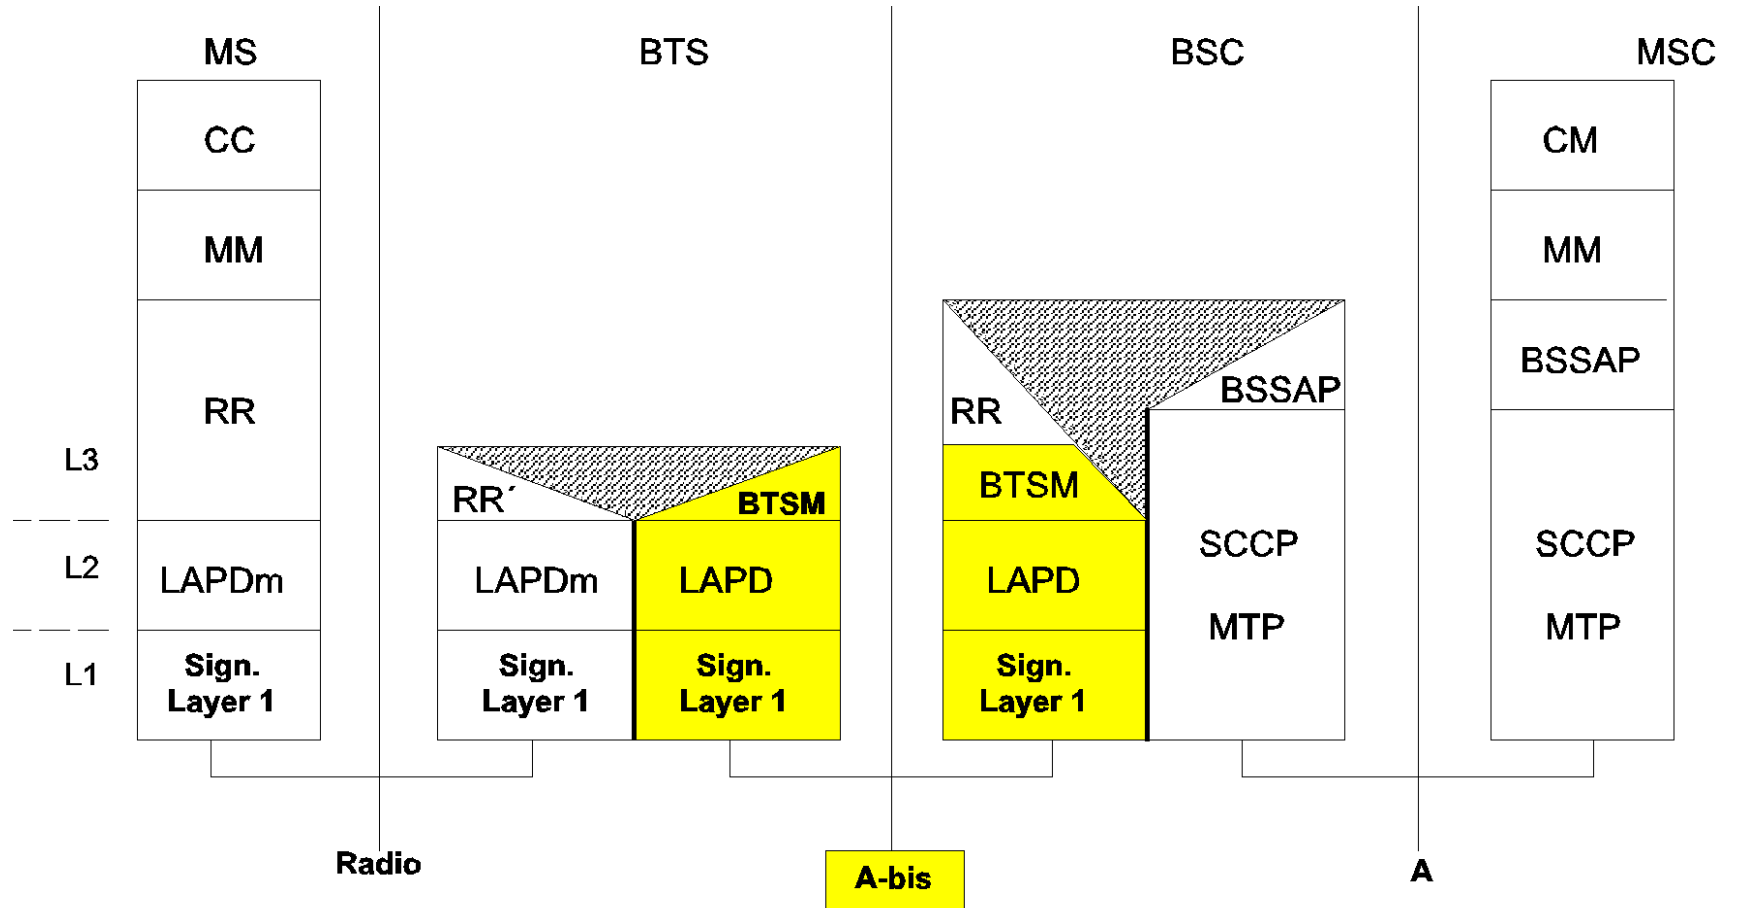 MS
BTS
BSC
MSC
CC
CM
MM
MM
RR
RR
BSSAP
BSSAP
L3
RR´
BTSM
BTSM
L2
LAPDm
LAPDm
LAPD
LAPD
SCCP
SCCP
MTP
MTP
L1
Sign.
Layer 1
Sign.
Layer 1
Sign.
Layer 1
Sign.
Layer 1
Radio
A-bis
A